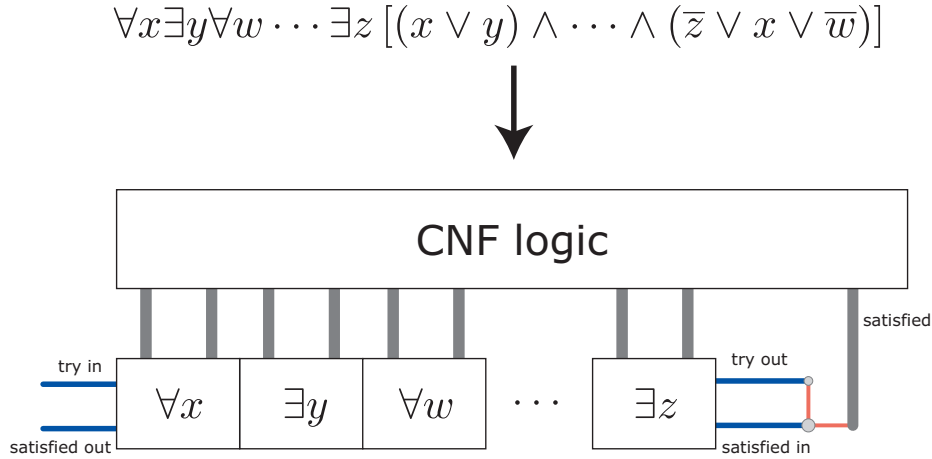 ∀x∃y∀w ⋯ ∃z [(x ∨ y) ∧ ⋯ ∧ (z̅ ∨ x ∨ w̅)]
CNF logic
satisfied
try in
try out
∀x ∃y ∀w ⋯ ∃z
satisfied out
satisfied in